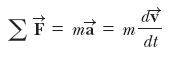 ∑ F⃗ = ma⃗ = m dv⃗/dt